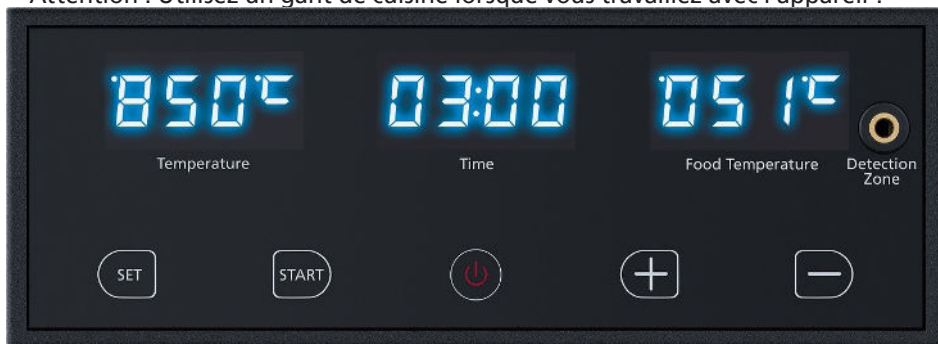 Attention : Utilisez un gant de cuisine lorsque vous travaillez avec l'appareil !
850°C 03:00 051°C
Temperature Time Food Temperature Detection Zone
SET START